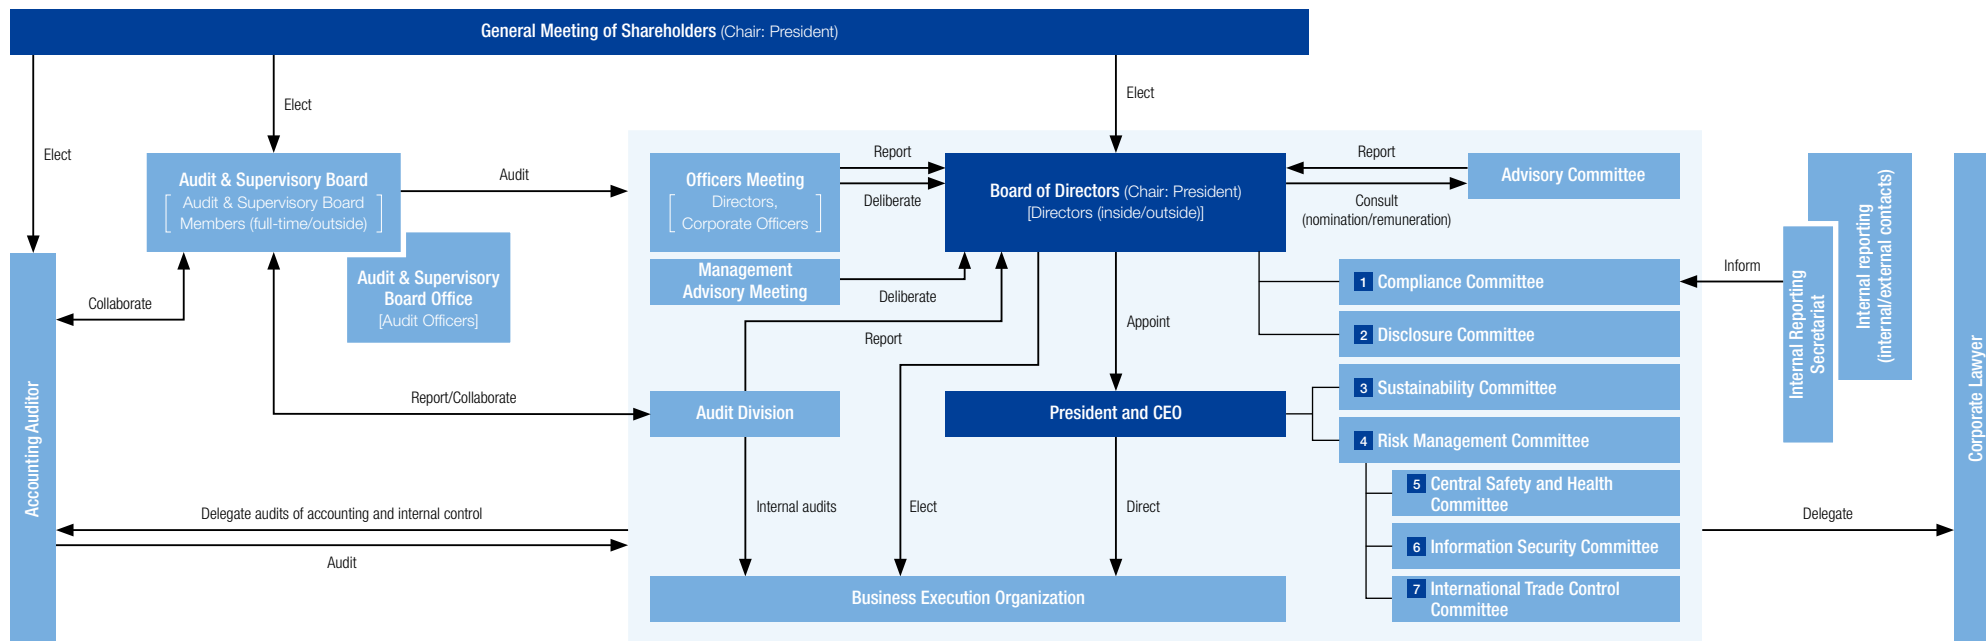 General Meeting of Shareholders (Chair: President)
Elect
Elect
Elect
Audit & Supervisory Board
Audit & Supervisory Board
Members (full-time/outside)
Audit
Audit & Supervisory
Board Office
[Audit Officers]
Collaborate
Report/Collaborate
Accounting Auditor
Delegate audits of accounting and internal control
Audit
Officers Meeting
Directors,
Corporate Officers
Report
Deliberate
Management
Advisory Meeting
Deliberate
Board of Directors (Chair: President)
[Directors (inside/outside)]
Report
Consult
(nomination/remuneration)
Advisory Committee
Report
Appoint
Audit Division
President and CEO
Internal audits
Elect
Direct
Business Execution Organization
1 Compliance Committee
2 Disclosure Committee
3 Sustainability Committee
4 Risk Management Committee
5 Central Safety and Health
Committee
6 Information Security Committee
7 International Trade Control
Committee
Inform
Internal Reporting
Secretariat
Internal reporting
(internal/external contacts)
Delegate
Corporate Lawyer